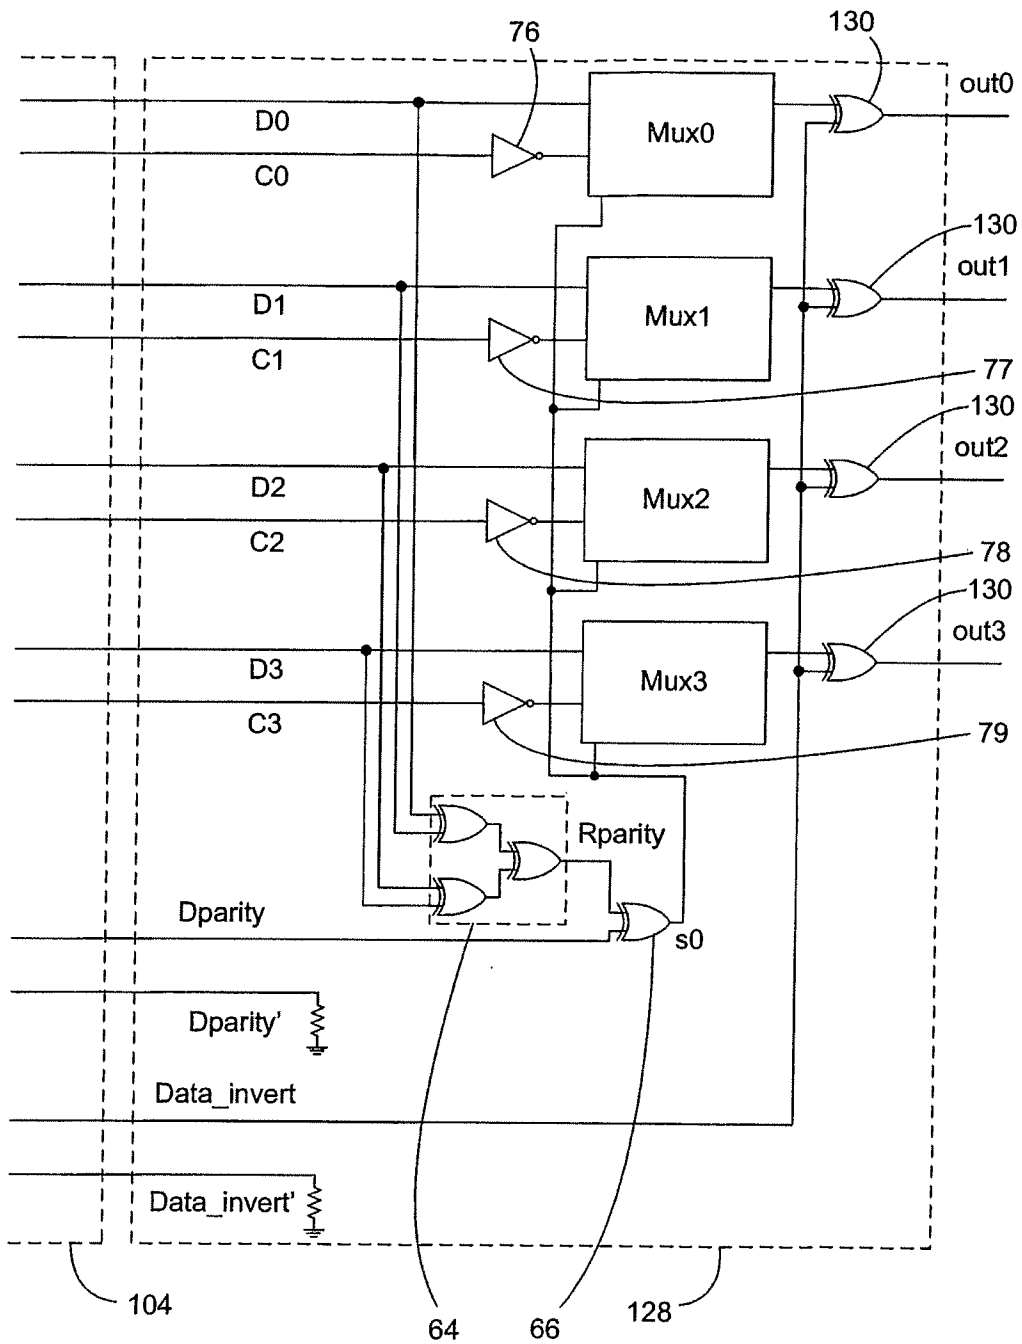 76
130
out0
D0
Mux0
C0
130
out1
D1
Mux1
C1
77
130
out2
D2
Mux2
C2
78
130
out3
D3
Mux3
C3
79
Rparity
Dparity
s0
Dparity'
Data_invert
Data_invert'
104
64
66
128